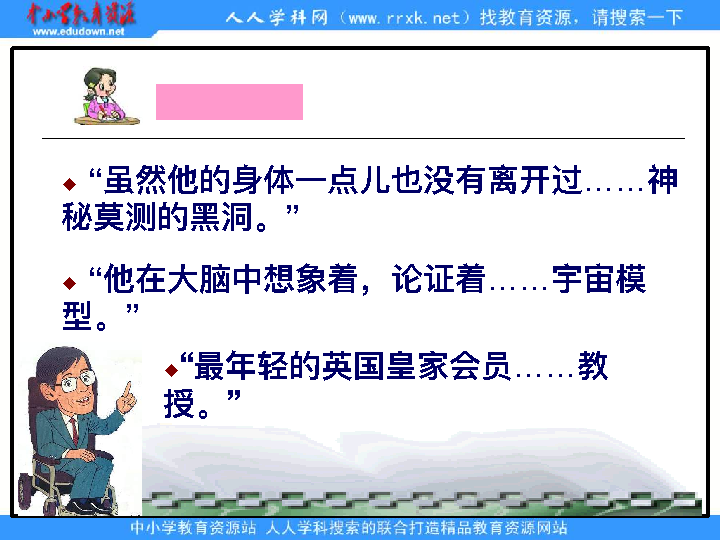 中小学教育资源
www.edudown.net
人人学科网（www.rrxk.net）找教育资源，请搜索一下
◆ “虽然他的身体一点儿也没有离开过……神
秘莫测的黑洞。”
◆ “他在大脑中想象着，论证着……宇宙模
型。”
◆“最年轻的英国皇家会员……教
授。”
中小学教育资源站 人人学科搜索的联合打造精品教育资源网站